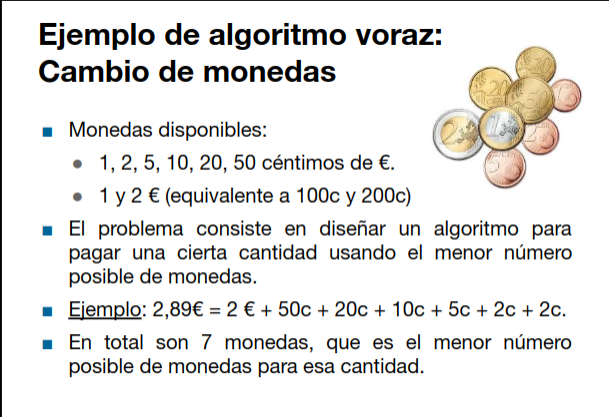 Ejemplo de algoritmo voraz:
Cambio de monedas
Monedas disponibles:
1, 2, 5, 10, 20, 50 céntimos de €.
1 y 2 € (equivalente a 100c y 200c)
El problema consiste en diseñar un algoritmo para
pagar una cierta cantidad usando el menor número
posible de monedas.
Ejemplo: 2,89€ = 2 € + 50c + 20c + 10c + 5c + 2c + 2c.
En total son 7 monedas, que es el menor número
posible de monedas para esa cantidad.